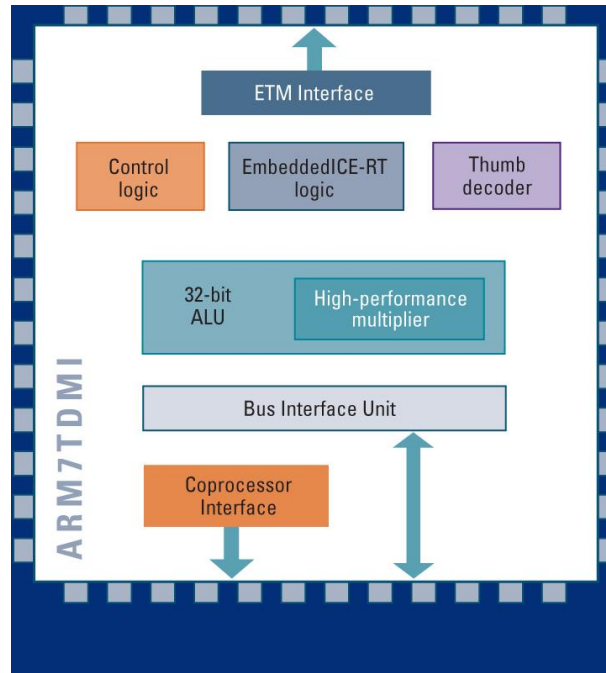 ETM Interface
Control
logic
EmbeddedICE-RT
logic
Thumb
decoder
32-bit
ALU
High-performance
multiplier
Bus Interface Unit
Coprocessor
Interface
ARM7TDMI